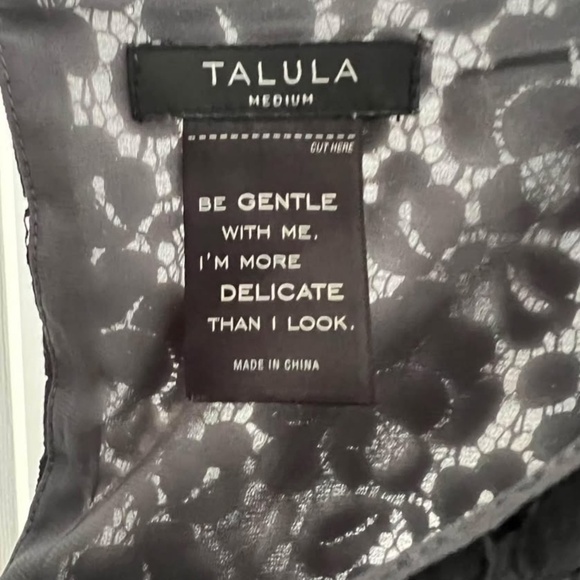 TALULA
MEDIUM
CUT HERE
BE GENTLE
WITH ME.
I'M MORE
DELICATE
THAN I LOOK.
MADE IN CHINA